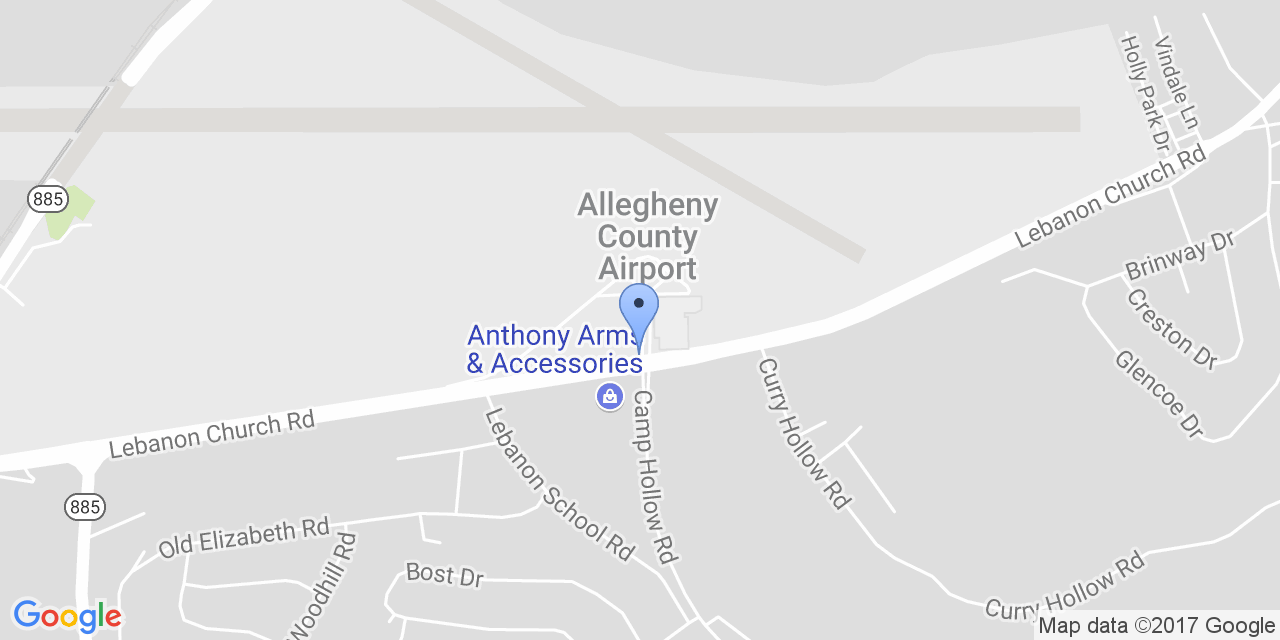 Holly Park Dr
Vindale Ln
885
Allegheny
County
Airport
Lebanon Church Rd
Brinway Dr
Creston Dr
Glencoe Dr
Anthony Arms
& Accessories
Curry Hollow Rd
Camp Hollow Rd
Lebanon Church Rd
Lebanon School Rd
885
Old Elizabeth Rd
Woodhill Rd
Bost Dr
Curry Hollow Rd
Google
Map data ©2017 Google